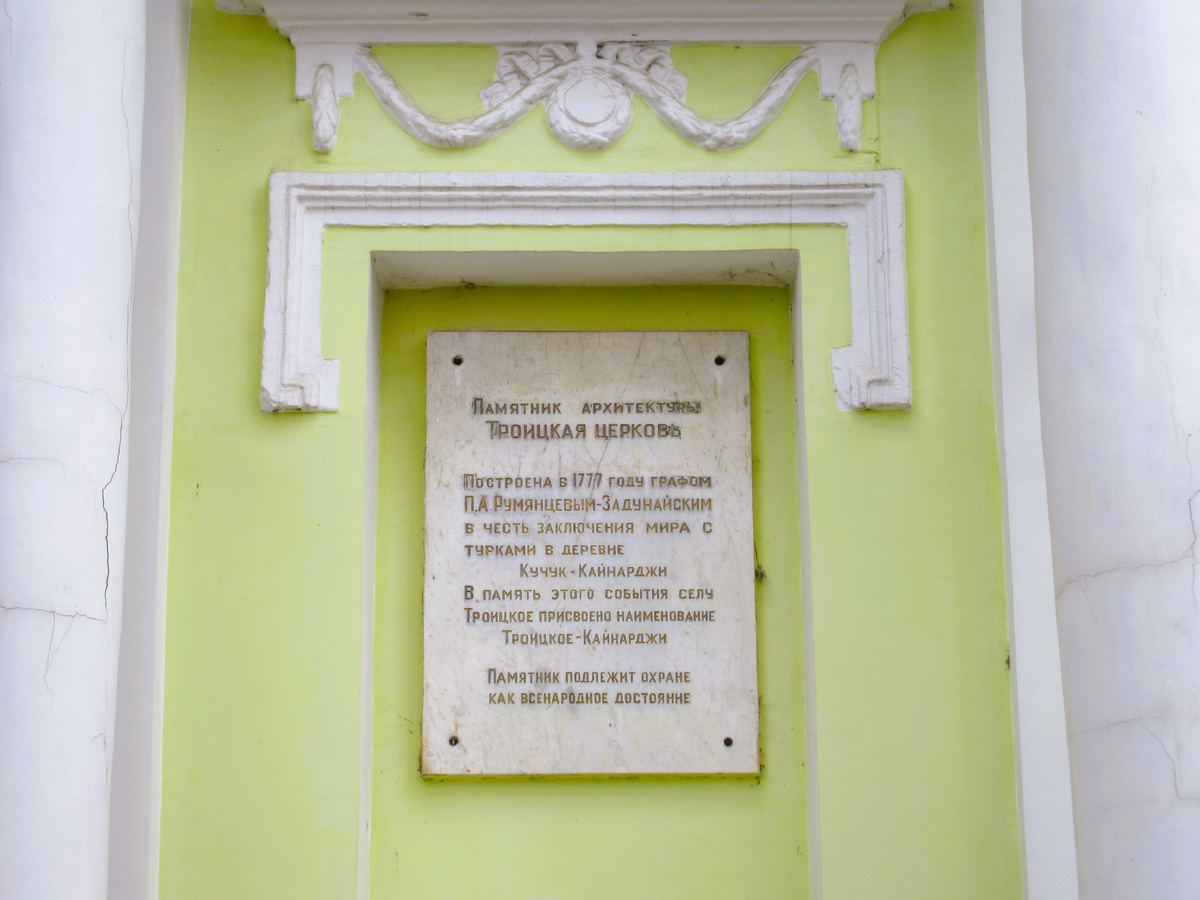 Памятник архитектуры
Троицкая церковь
Построена в 1777 году графом
П.А.Румянцевым-Задунайским
в честь заключения мира с
турками в деревне
Кучук-Кайнарджи
В память этого события селу
Троицкое присвоено наименование
Троицкое-Кайнарджи
Памятник подлежит охране
как всенародное достояние